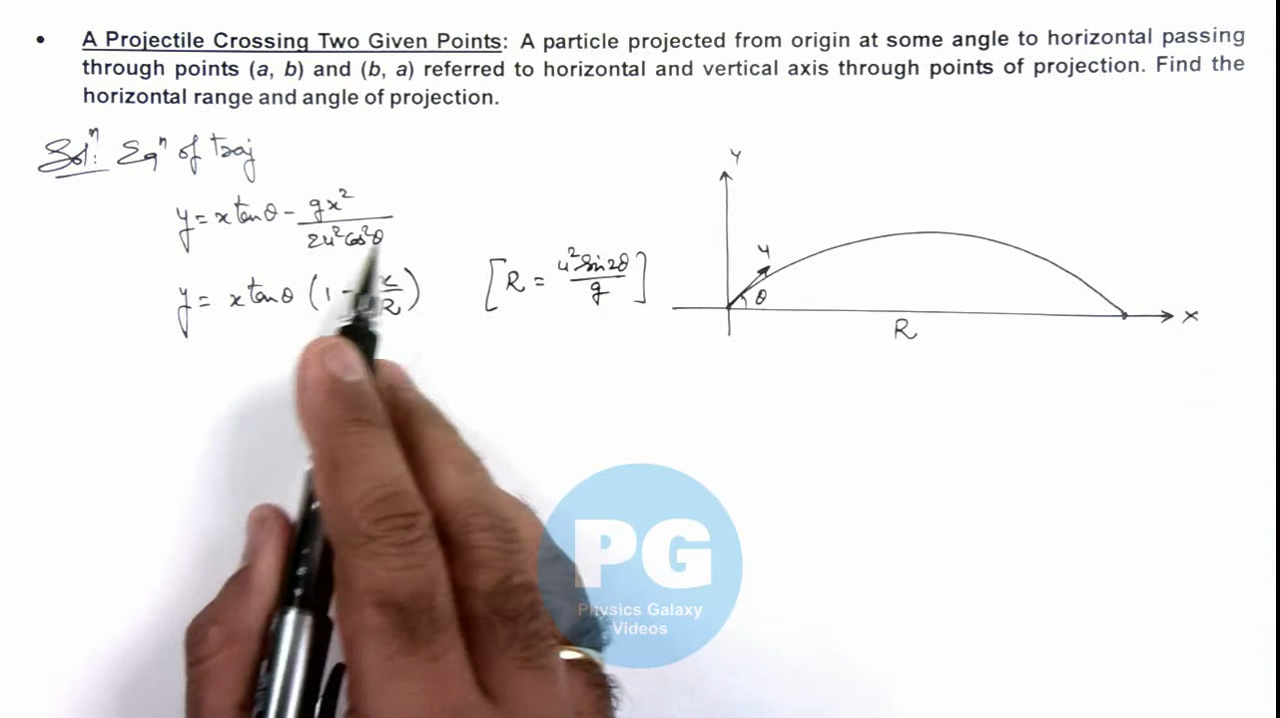 • A Projectile Crossing Two Given Points: A particle projected from origin at some angle to horizontal passing
through points (a, b) and (b, a) referred to horizontal and vertical axis through points of projection. Find the
horizontal range and angle of projection.
Solⁿ: Eqⁿ of traj
y = x tanθ - gx² / 2u²cos²θ
y = x tanθ (1 - x/R) [R = u² sin2θ / g]
Y
u
θ
R
X
PG
Physics Galaxy
Videos